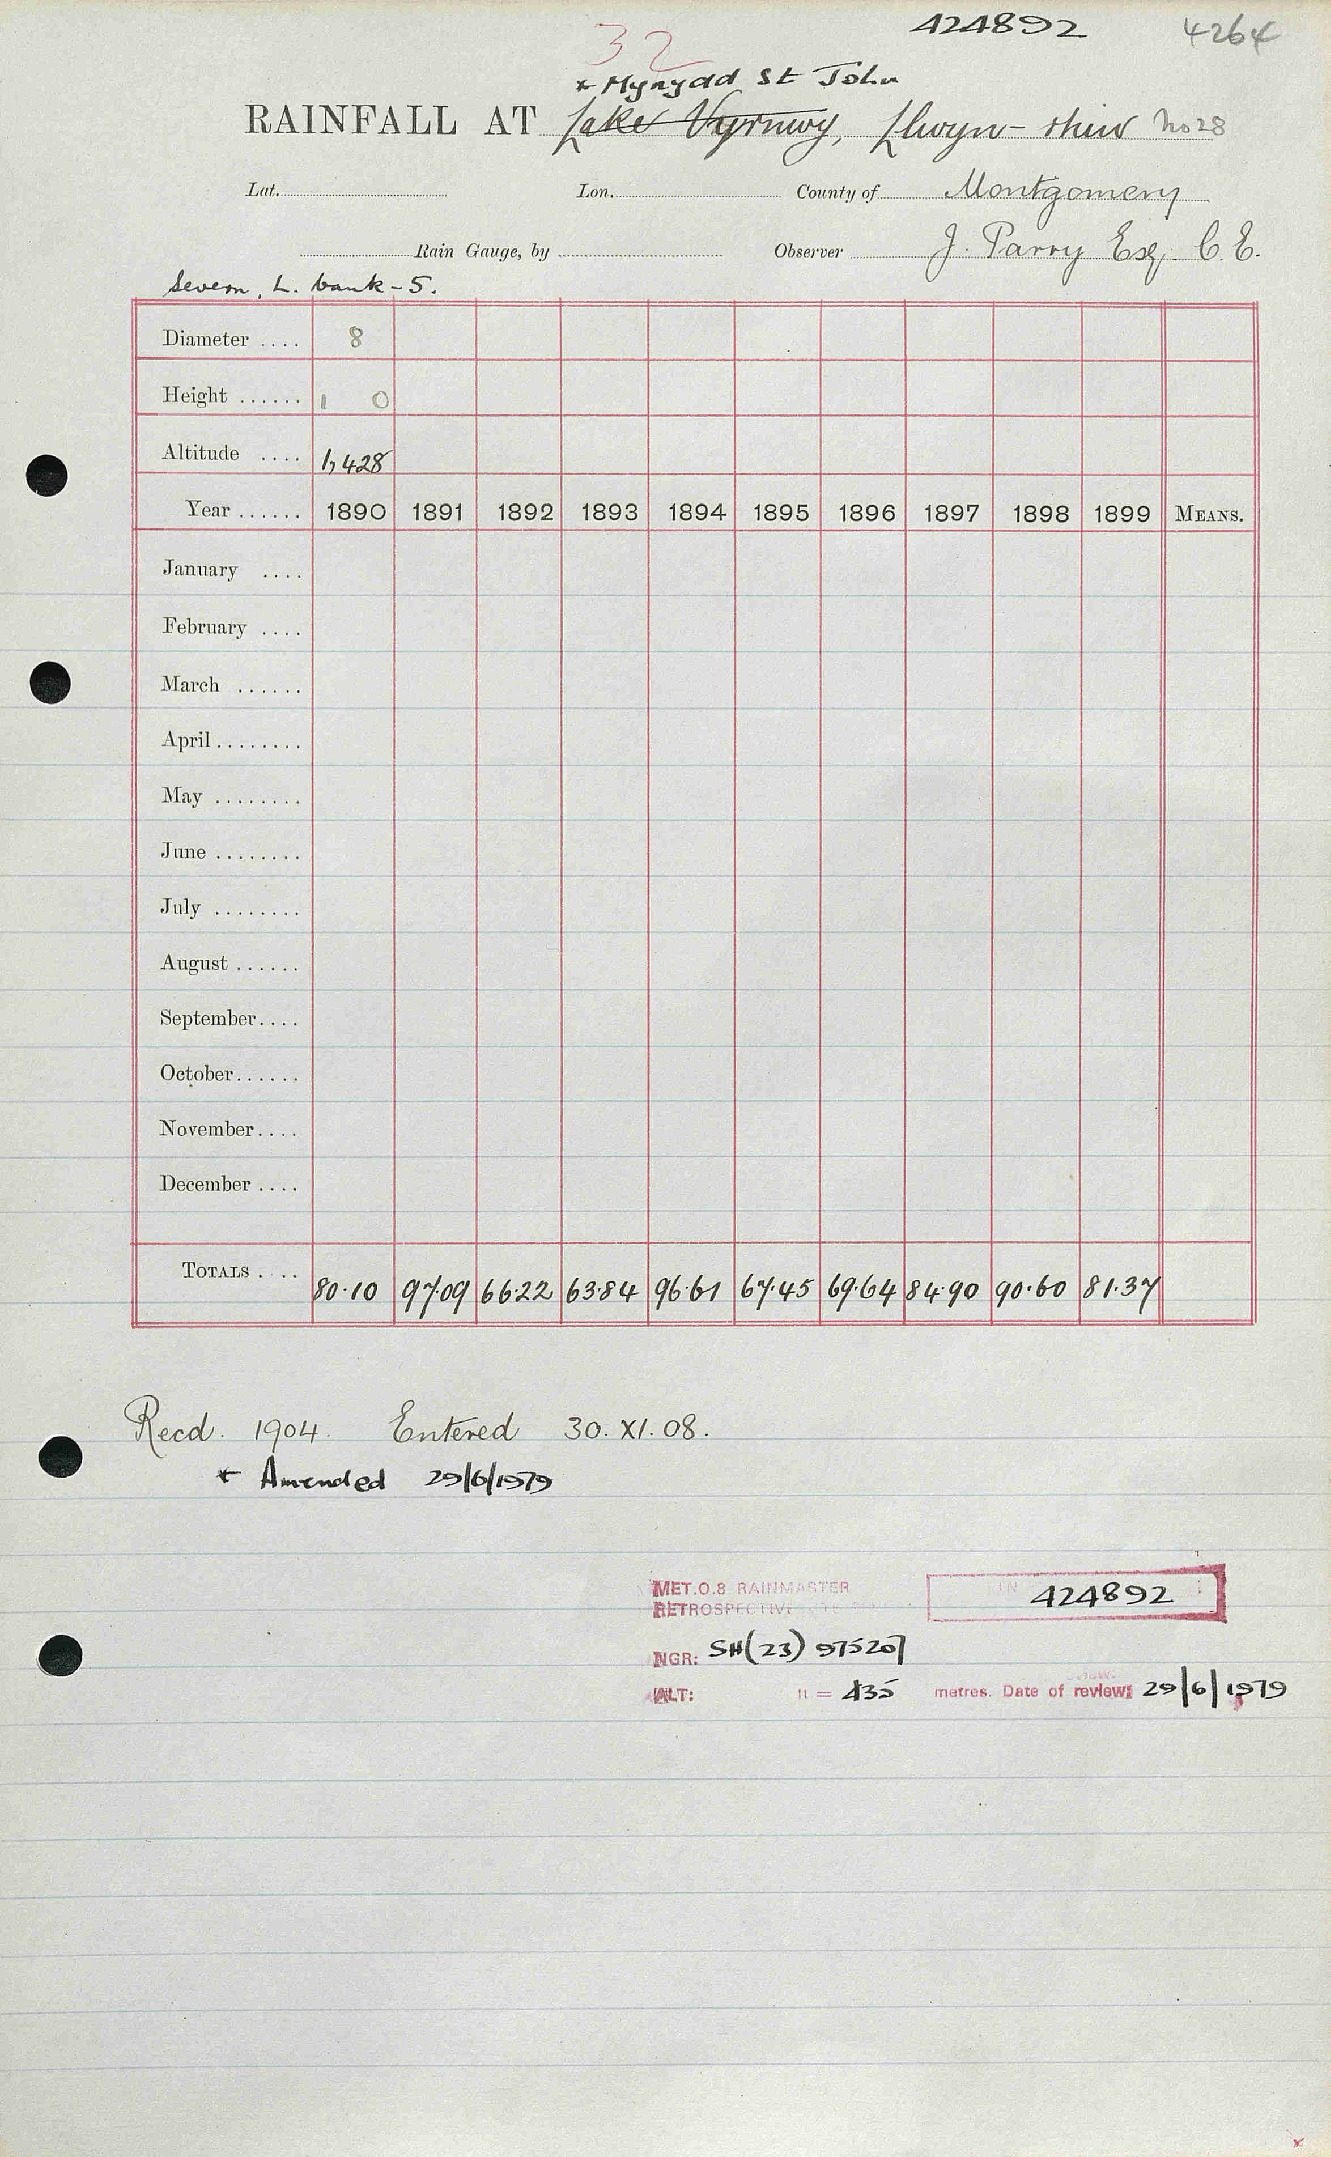 424892 4264
32
* Mynydd St John
RAINFALL AT Lake Vyrnwy, Llwyn-rhiw No 28
Lat. Lon. County of Montgomery
Rain Gauge, by Observer J. Parry Esq. C.E.
Severn, L. bank - 5.
Diameter .... 8
Height ...... 1 0
Altitude .... 1,428
Year ...... 1890 1891 1892 1893 1894 1895 1896 1897 1898 1899 MEANS.
January ....
February ....
March ......
April ........
May ........
June ........
July ........
August ......
September ....
October ......
November ....
December ....
TOTALS .... 80.10 97.09 66.22 63.84 96.61 67.45 69.64 84.90 90.60 81.37
Recd. 1904. Entered 30. XI. 08.
* Amended 29/6/1979
MET.O.8 RAINMASTER
RETROSPECTIVE 424892
NGR: SH(23) 975207
ALT: ft = 435 metres. Date of review: 29/6/1979